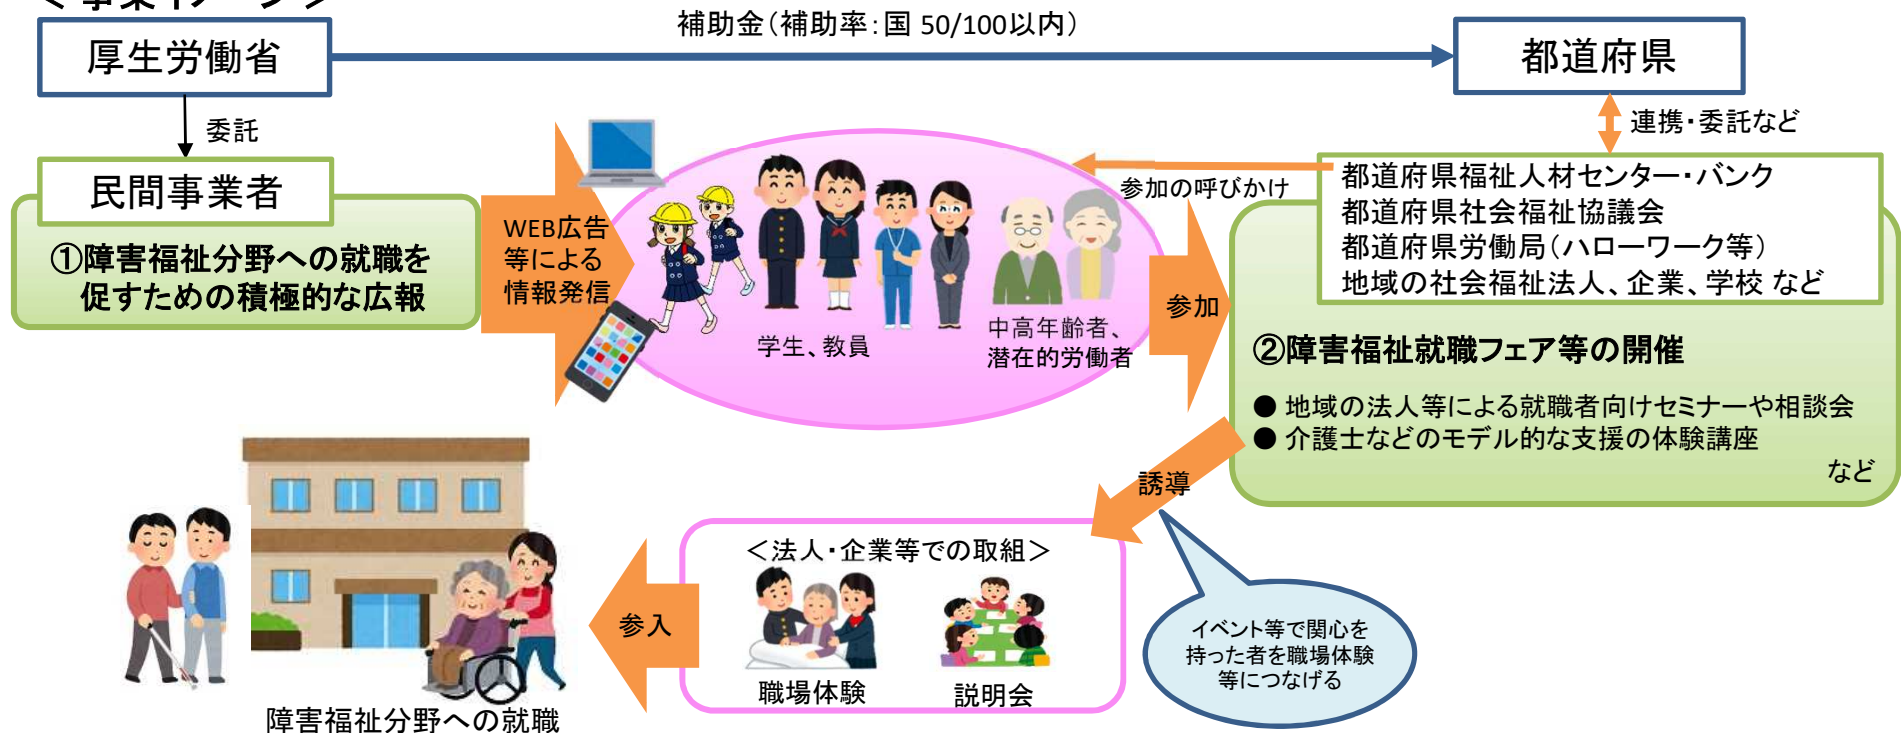 ＜事業イメージ＞
補助金（補助率：国 50/100以内）
厚生労働省
都道府県
委託
連携・委託など
民間事業者
①障害福祉分野への就職を
促すための積極的な広報
WEB広告
等による
情報発信
学生、教員
中高年齢者、
潜在的労働者
参加の呼びかけ
参加
都道府県福祉人材センター・バンク
都道府県社会福祉協議会
都道府県労働局（ハローワーク等）
地域の社会福祉法人、企業、学校 など
②障害福祉就職フェア等の開催
● 地域の法人等による就職者向けセミナーや相談会
● 介護士などのモデル的な支援の体験講座
など
誘導
イベント等で関心を
持った者を職場体験
等につなげる
＜法人・企業等での取組＞
職場体験
説明会
参入
障害福祉分野への就職